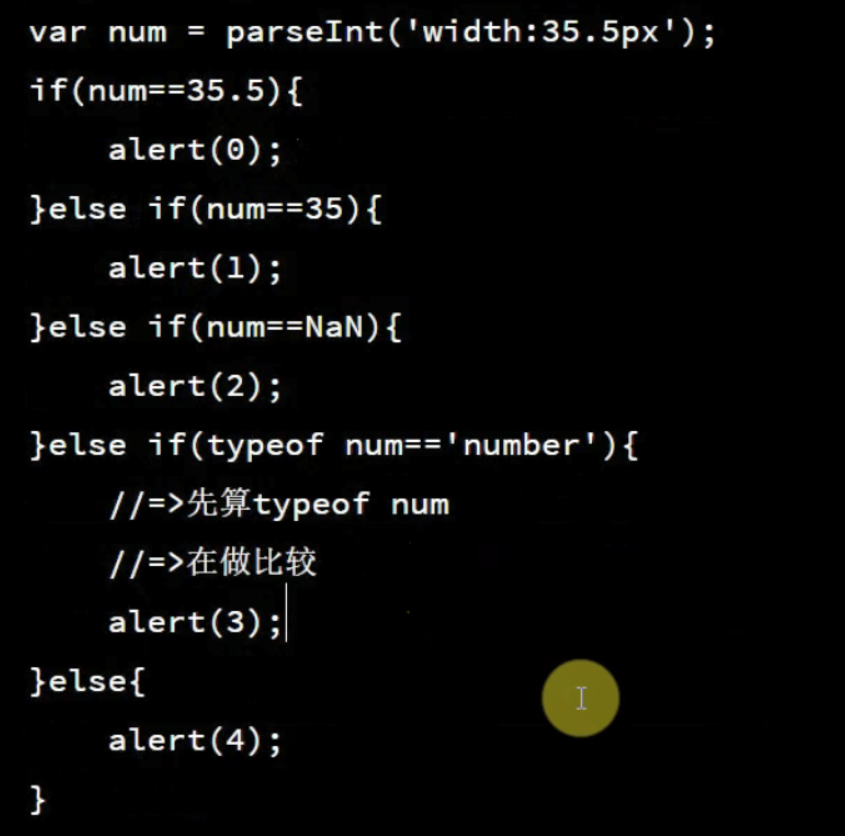 var num = parseInt('width:35.5px');
if(num==35.5){
    alert(0);
}else if(num==35){
    alert(1);
}else if(num==NaN){
    alert(2);
}else if(typeof num=='number'){
    //=>先算typeof num
    //=>在做比较
    alert(3);
}else{
    alert(4);
}